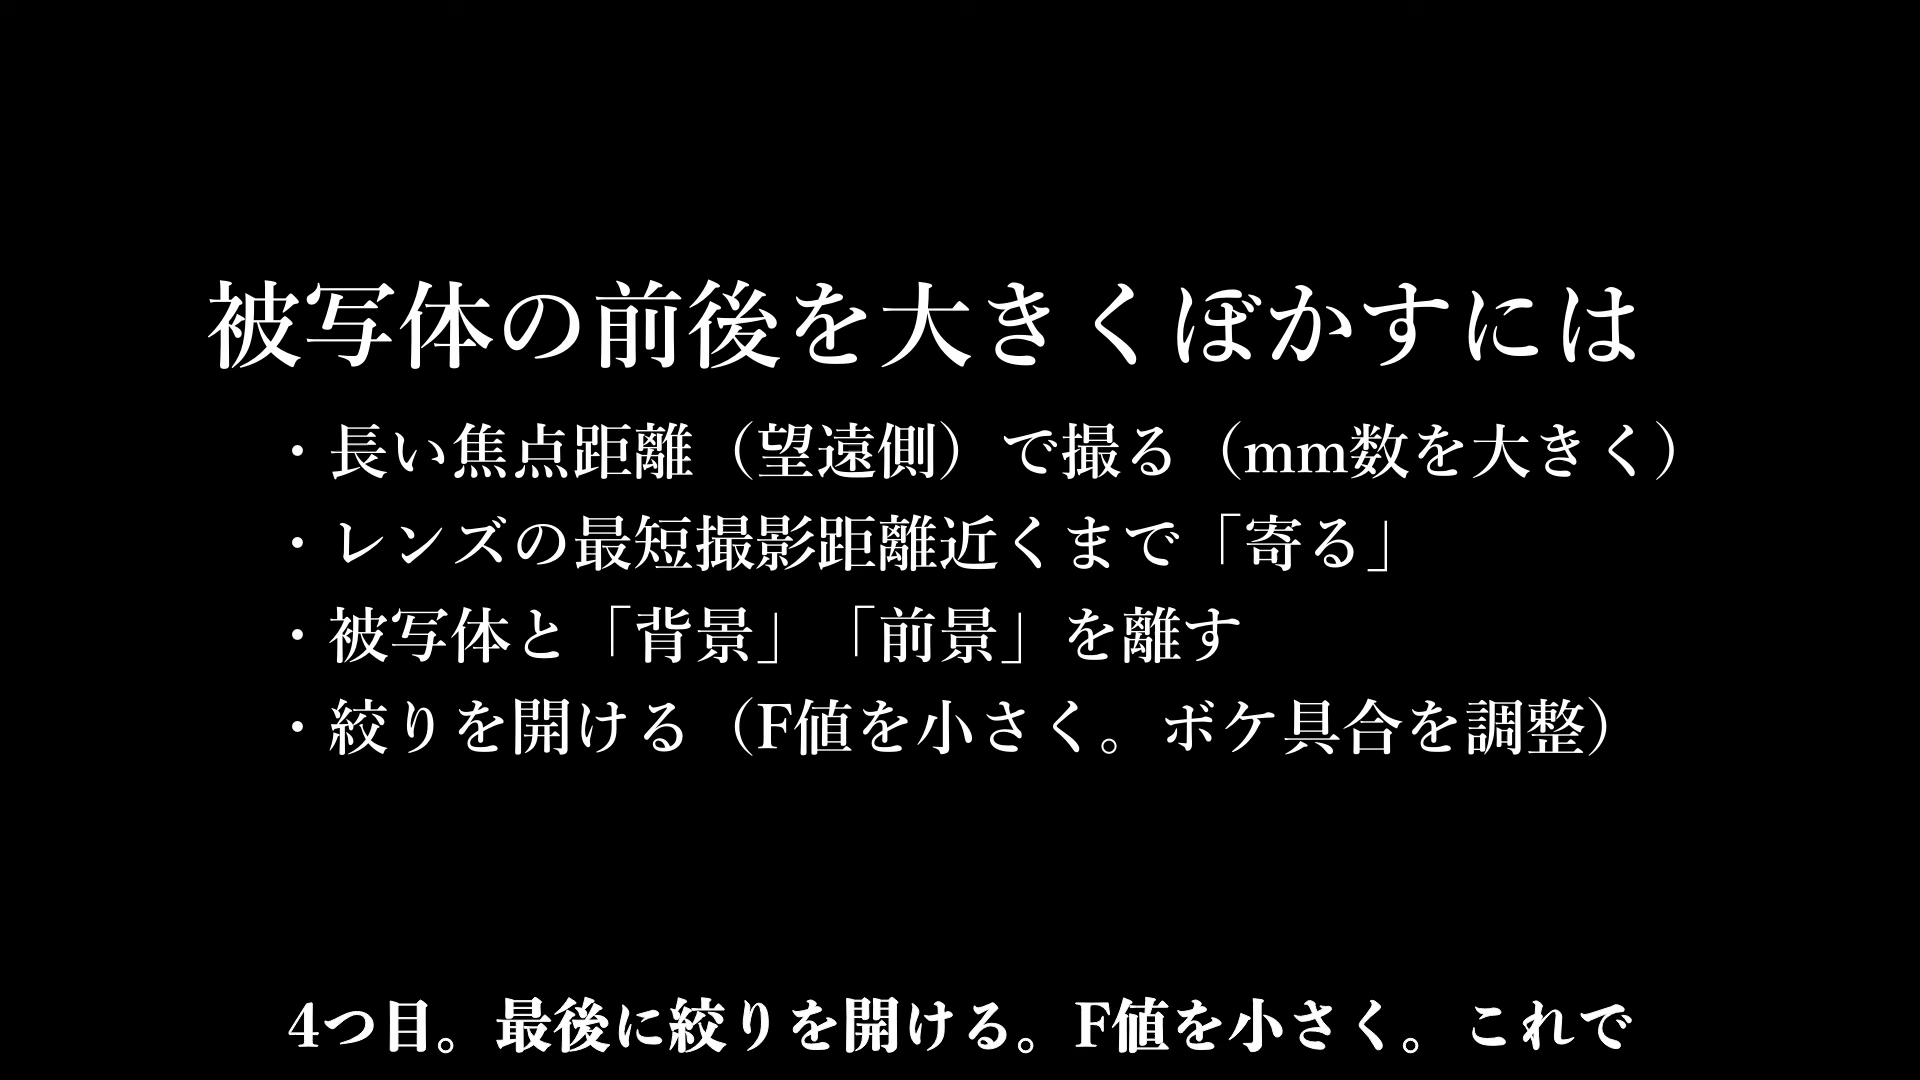 被写体の前後を大きくぼかすには
・長い焦点距離（望遠側）で撮る（mm数を大きく）
・レンズの最短撮影距離近くまで「寄る」
・被写体と「背景」「前景」を離す
・絞りを開ける（F値を小さく。ボケ具合を調整）
4つ目。最後に絞りを開ける。F値を小さく。これで